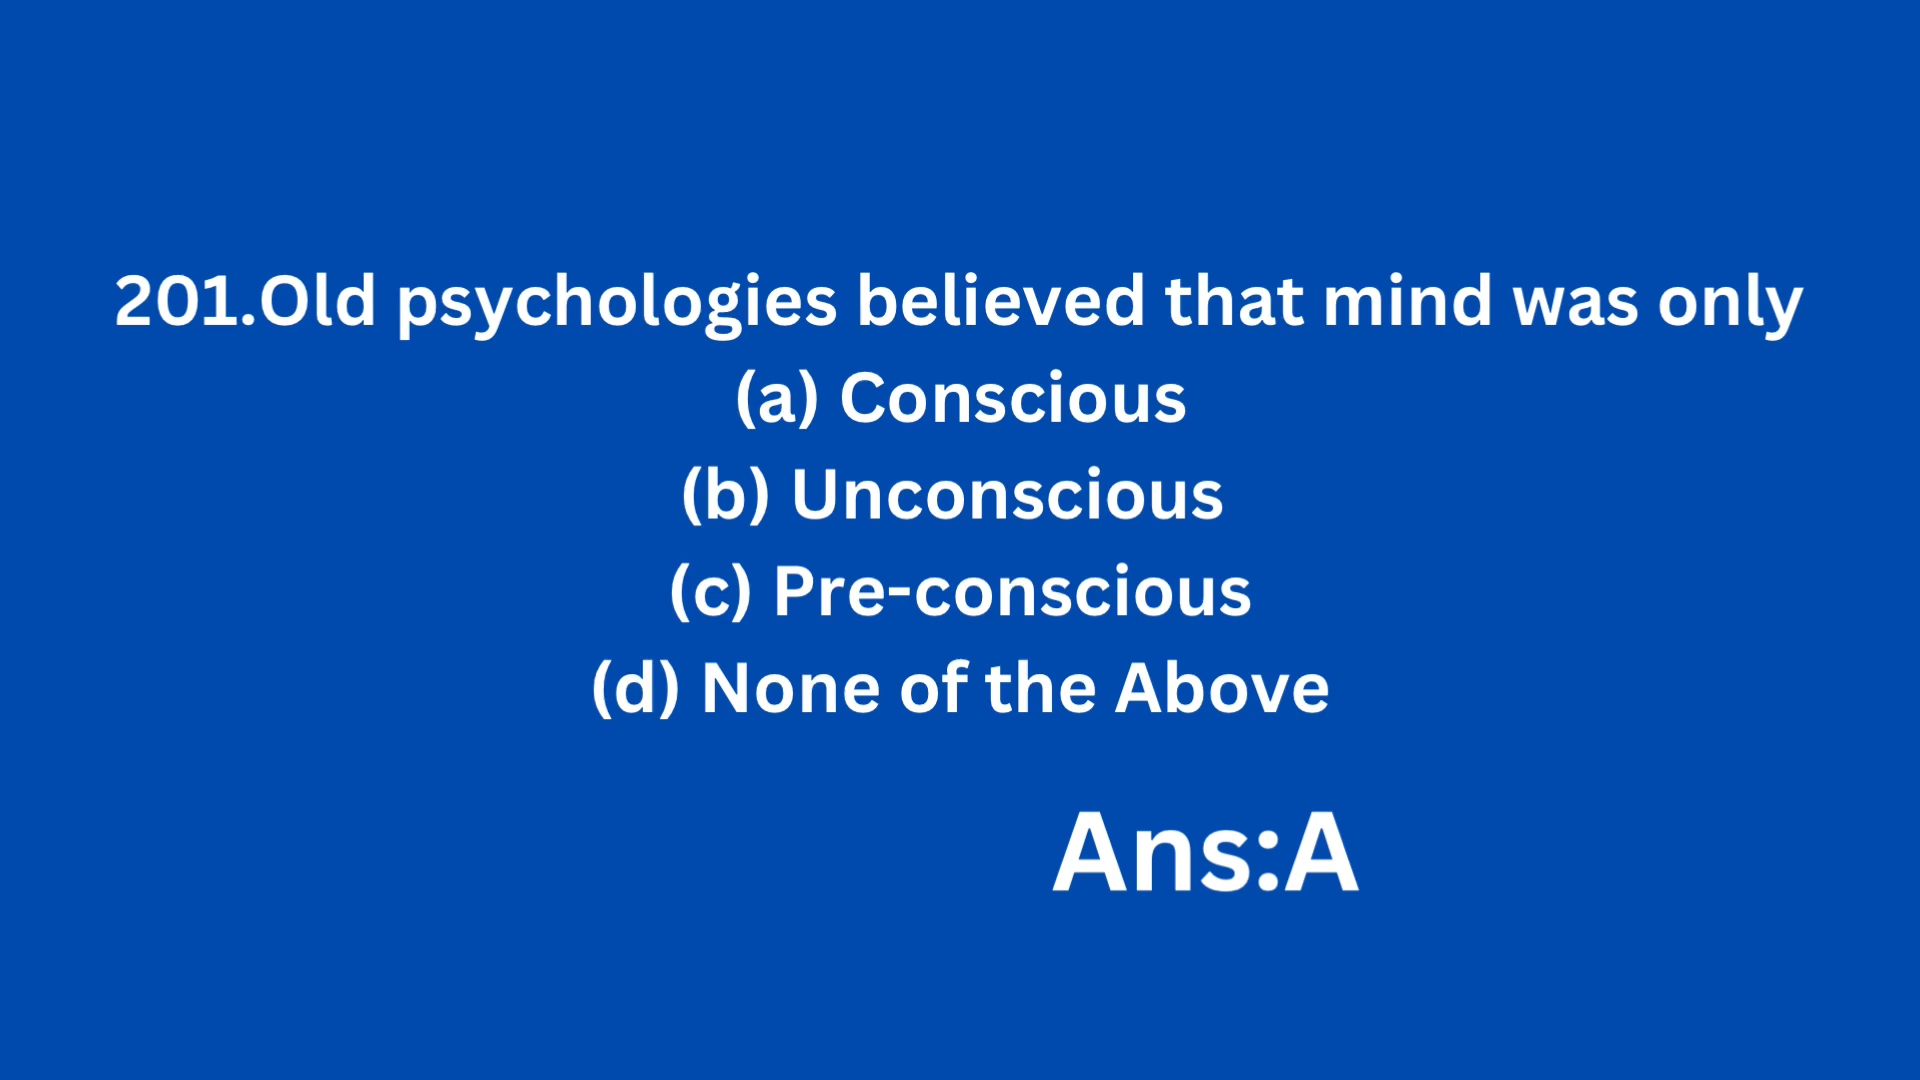 201.Old psychologies believed that mind was only
(a) Conscious
(b) Unconscious
(c) Pre-conscious
(d) None of the Above
Ans:A